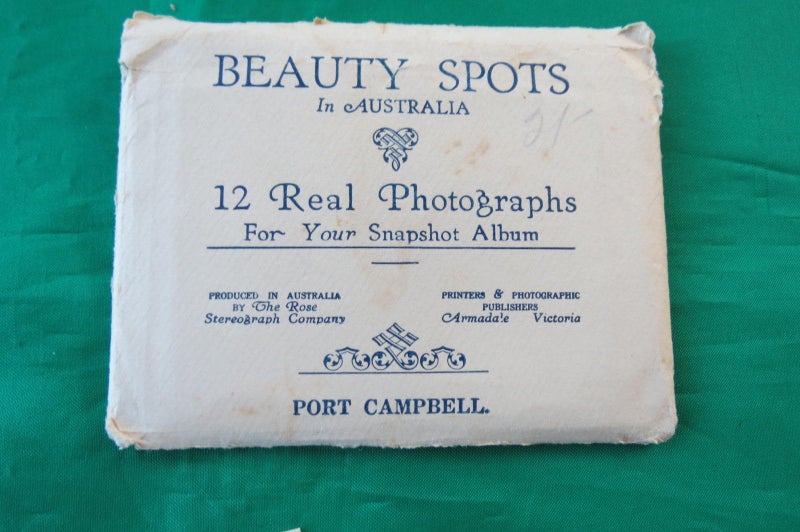 BEAUTY SPOTS
In AUSTRALIA
2/-
12 Real Photographs
For Your Snapshot Album
PRODUCED IN AUSTRALIA
BY The Rose
Stereograph Company
PRINTERS & PHOTOGRAPHIC
PUBLISHERS
Armadale Victoria
PORT CAMPBELL.